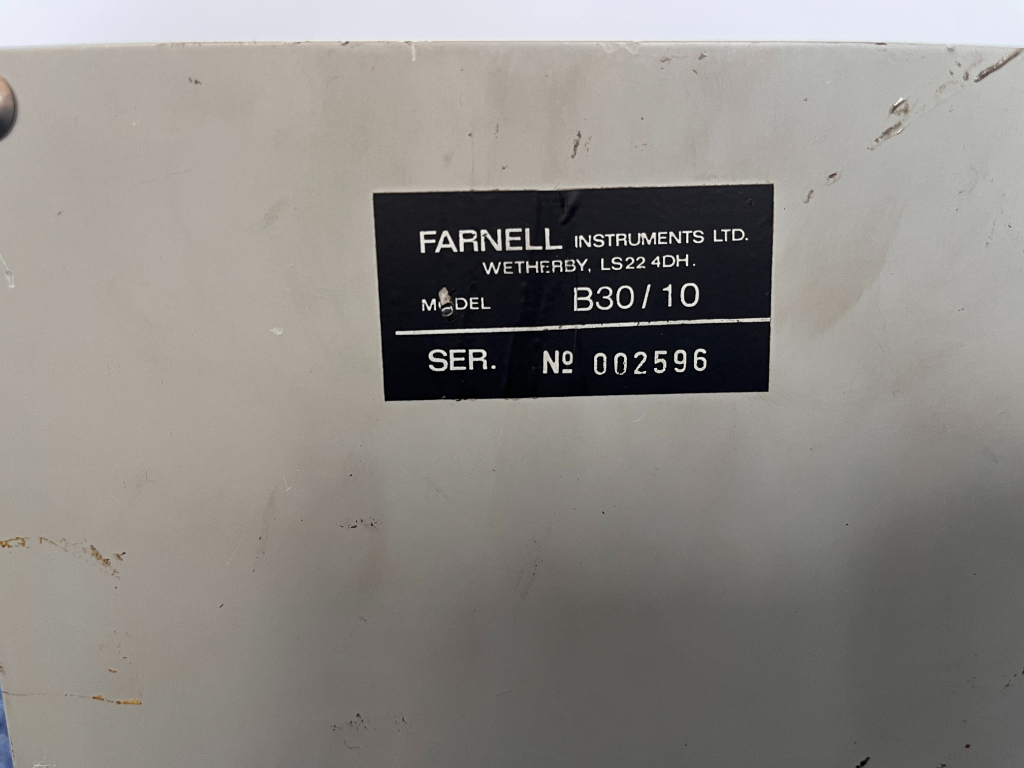 FARNELL INSTRUMENTS LTD.
WETHERBY, LS22 4DH.
MODEL B30/10
SER. Nº 002596